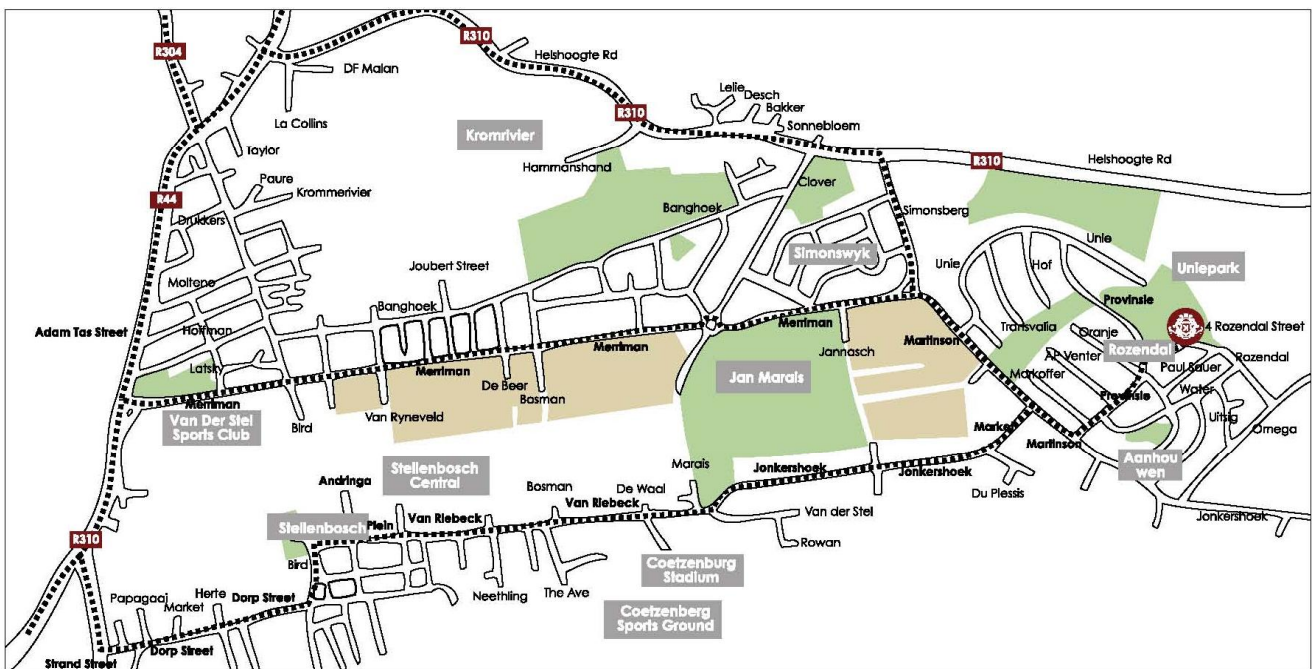 R304
R310
Helshoogte Rd
DF Malan
Lelie
Desch
Bakker
R310
La Collins
Sonnebloem
Kromrivier
Taylor
Hammanshand
R310
Helshoogte Rd
Paure
Clover
R44
Krommerivier
Banghoek
Simonsberg
Drukkers
Unie
Simonswyk
Hof
Joubert Street
Unie
Uniepark
Molteno
Banghoek
Provinsie
Adam Tas Street
Hoffman
Merriman
Transvalia
4 Rozendal Street
Oranje
Merriman
Martinson
Rozendal
Rozendal
Jannasch
AP Venter
Latsky
Merriman
Jan Marais
Paul Sauer
De Beer
Markotter
Water
Bosman
Provinsie
Merriman
Uitsig
Van Ryneveld
Van Der Stel
Sports Club
Bird
Market
Omega
Martinson
Stellenbosch
Central
Marais
Jonkershoek
Jonkershoek
Aanhou
wen
Andringa
Bosman
De Waal
Du Plessis
Van Riebeck
Van Riebeck
Van der Stel
Jonkershoek
Stellenbosch
Plein
R310
Rowan
Bird
Coetzenburg
Stadium
Papagaai
Market
Herte
Dorp Street
Neethling
The Ave
Coetzenberg
Sports Ground
Dorp Street
Strand Street